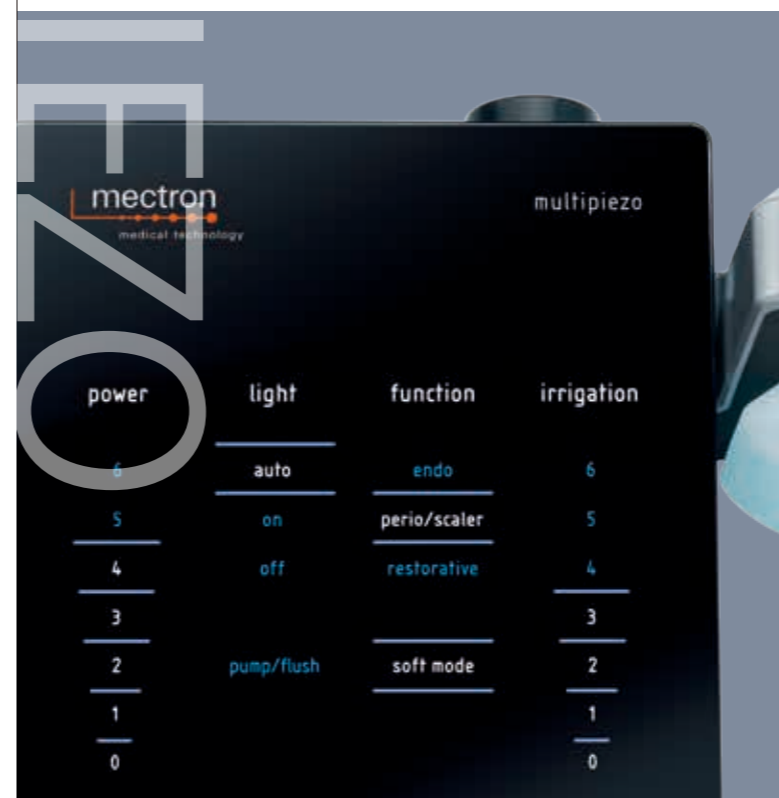 IEZO
mectron
medical technology
multipiezo
power light function irrigation
6 auto endo 6
5 on perio/scaler 5
4 off restorative 4
3 3
2 pump/flush soft mode 2
1 1
0 0